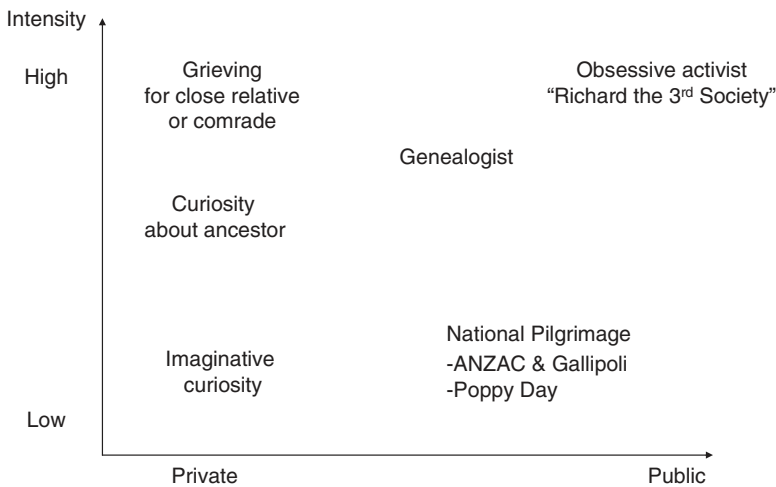 Intensity
High
Grieving
for close relative
or comrade
Obsessive activist
“Richard the 3rd Society”
Genealogist
Curiosity
about ancestor
National Pilgrimage
-ANZAC & Gallipoli
-Poppy Day
Imaginative
curiosity
Low
Private
Public